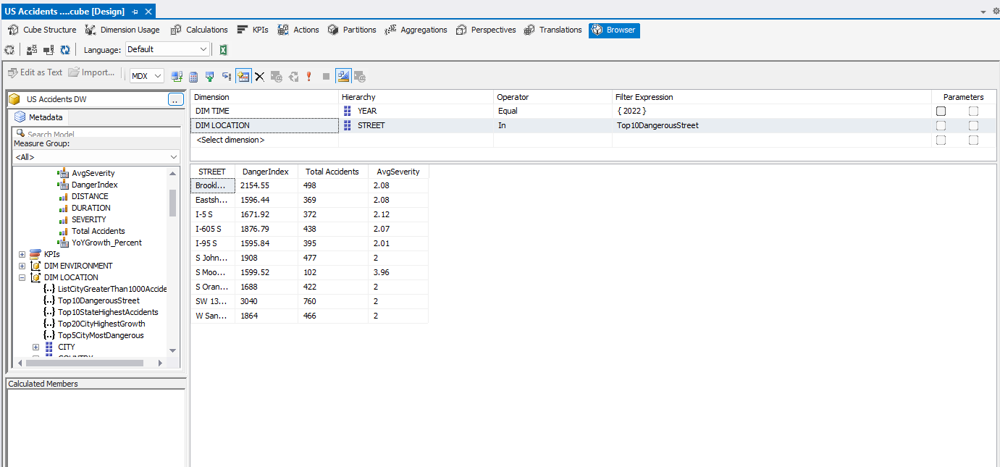 US Accidents ....cube [Design]
Cube Structure Dimension Usage Calculations KPIs Actions Partitions Aggregations Perspectives Translations Browser
Language: Default
Edit as Text Import... MDX
US Accidents DW ..
Metadata
Search Model
Measure Group:
<All>
AvgSeverity
DangerIndex
DISTANCE
DURATION
SEVERITY
Total Accidents
YoYGrowth_Percent
KPIs
DIM ENVIRONMENT
DIM LOCATION
ListCityGreaterThan1000Accide
Top10DangerousStreet
Top10StateHighestAccidents
Top20CityHighestGrowth
Top5CityMostDangerous
CITY
COUNTRY
Calculated Members
Dimension Hierarchy Operator Filter Expression Parameters
DIM TIME YEAR Equal { 2022 }
DIM LOCATION STREET In Top10DangerousStreet
<Select dimension>
STREET DangerIndex Total Accidents AvgSeverity
Brookl... 2154.55 498 2.08
Eastsh... 1596.44 369 2.08
I-5 S 1671.92 372 2.12
I-605 S 1876.79 438 2.07
I-95 S 1595.84 395 2.01
S John... 1908 477 2
S Moo... 1599.52 102 3.96
S Oran... 1688 422 2
SW 13... 3040 760 2
W San... 1864 466 2